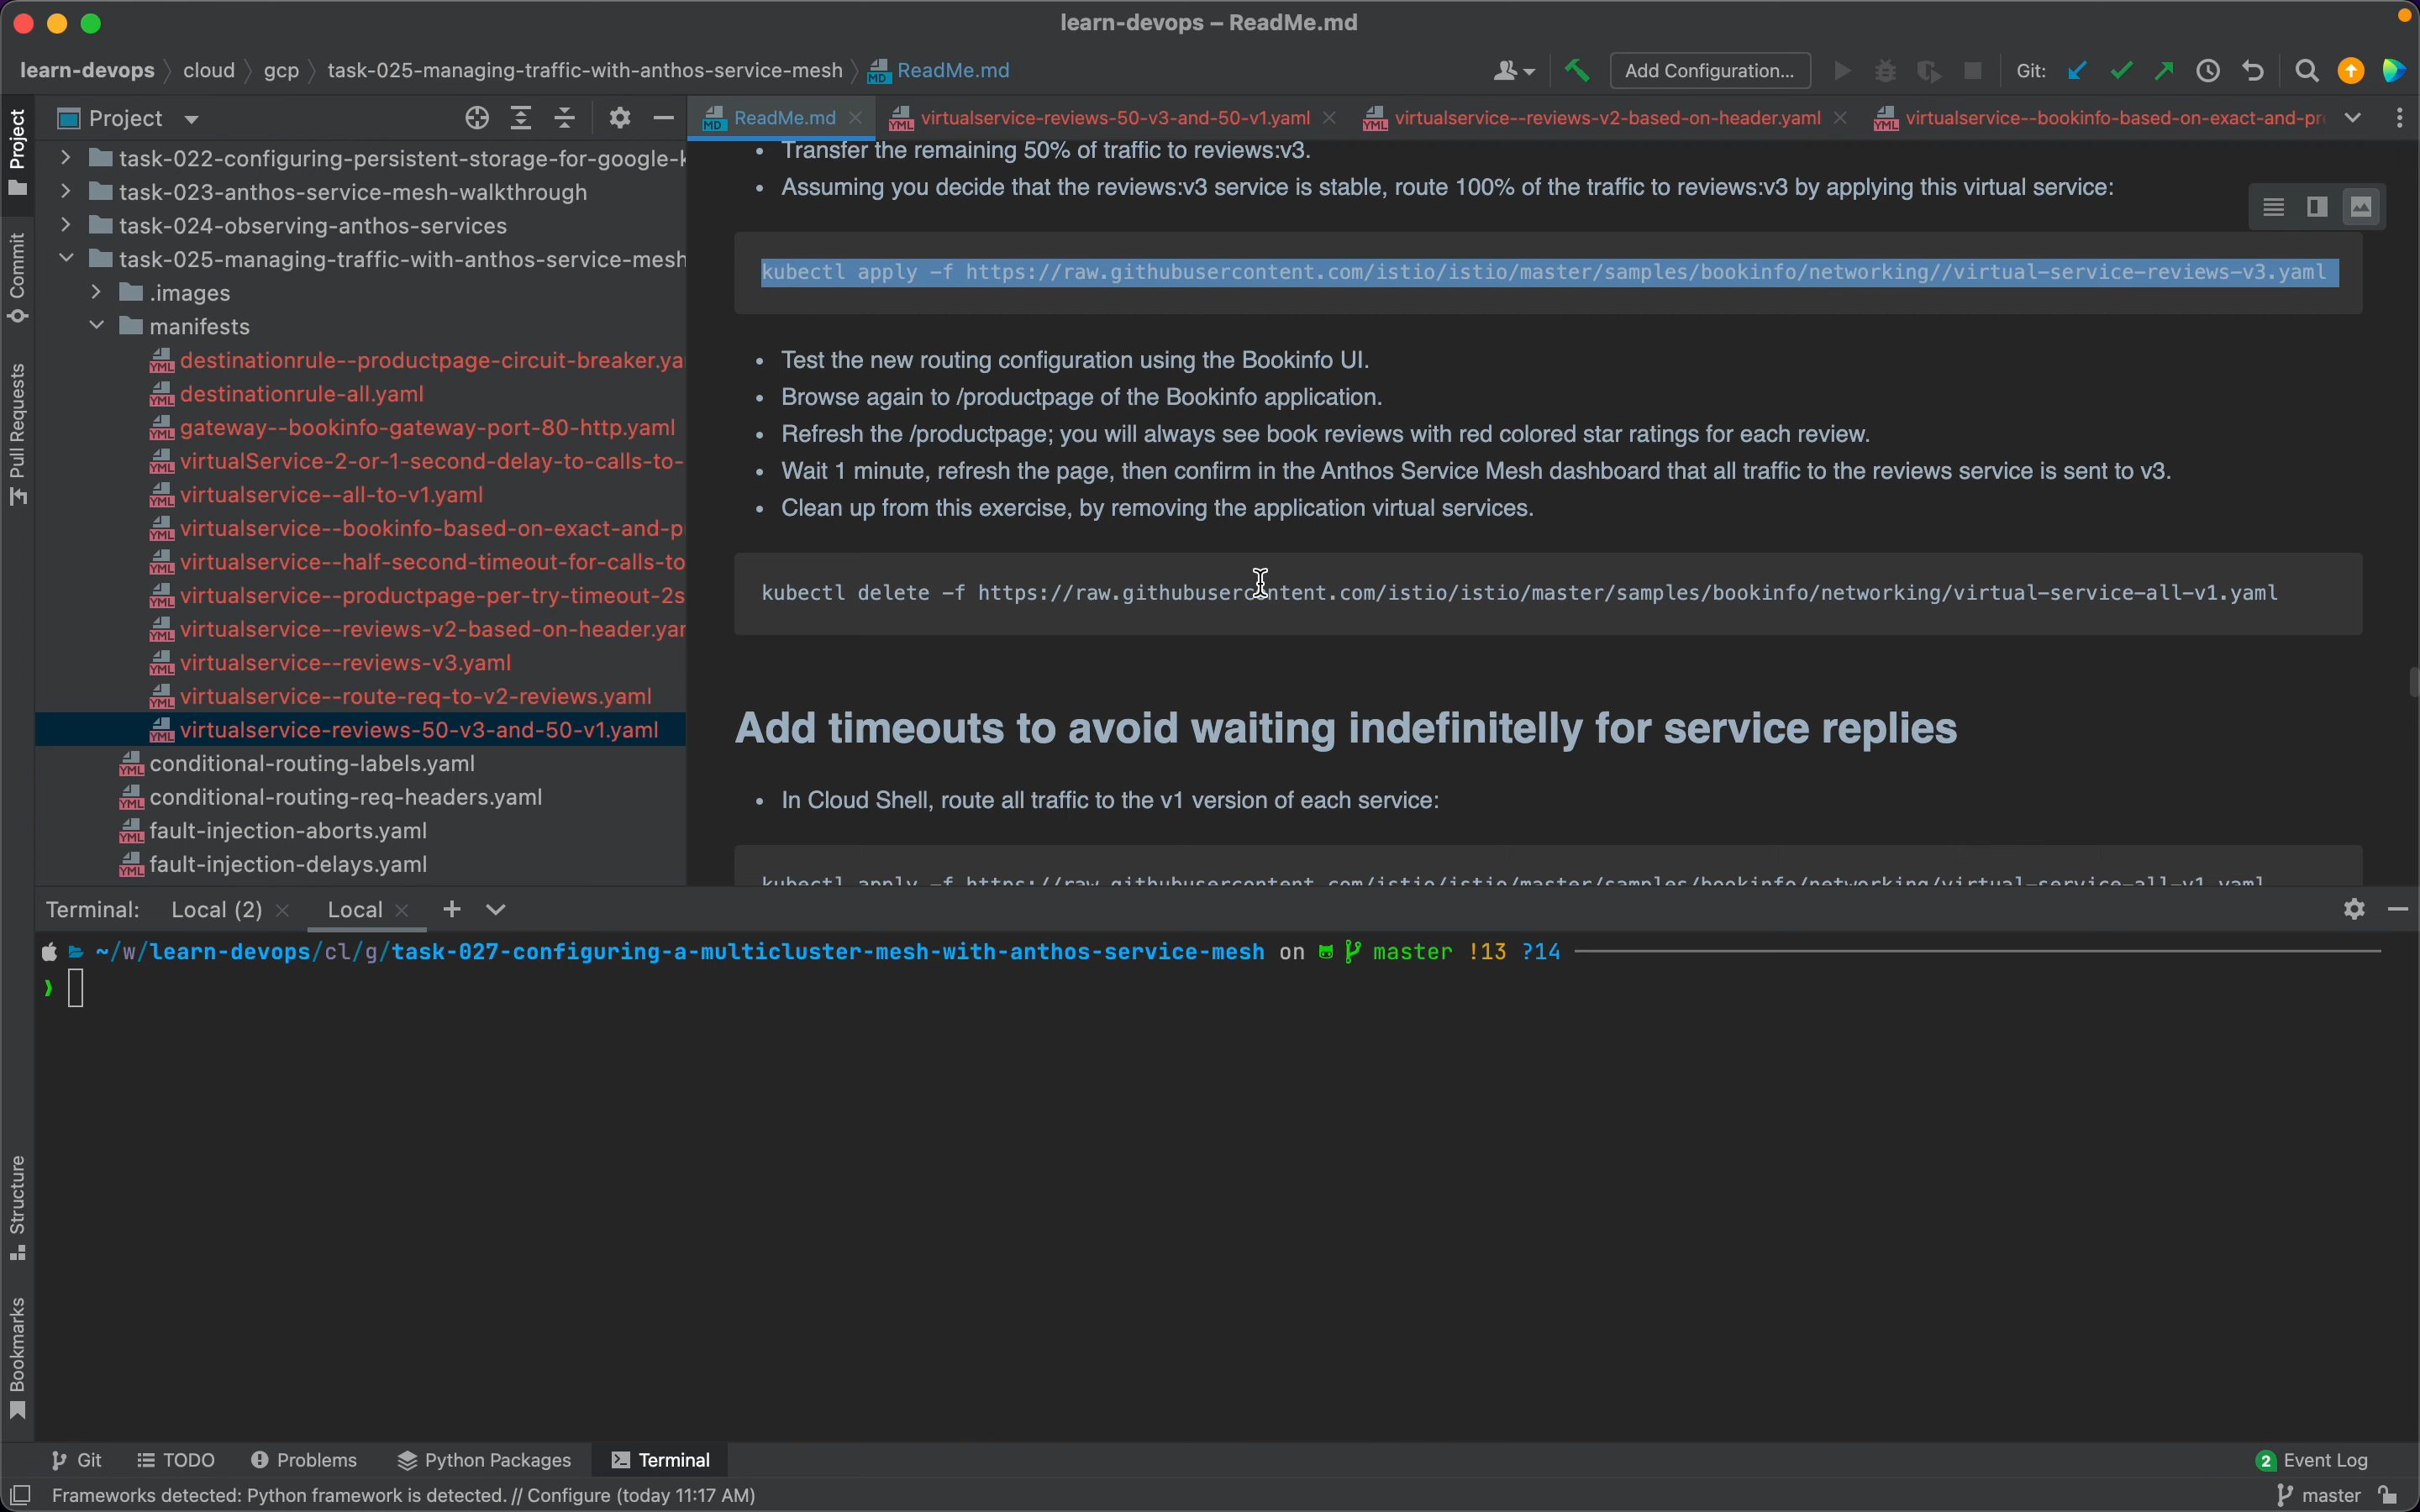 learn-devops – ReadMe.md
learn-devops
cloud
gcp
task-025-managing-traffic-with-anthos-service-mesh
ReadMe.md
Add Configuration...
Git:
Project
ReadMe.md
virtualservice-reviews-50-v3-and-50-v1.yaml
virtualservice--reviews-v2-based-on-header.yaml
virtualservice--bookinfo-based-on-exact-and-pr
Project
Commit
Pull Requests
Structure
Bookmarks
task-022-configuring-persistent-storage-for-google-k
task-023-anthos-service-mesh-walkthrough
task-024-observing-anthos-services
task-025-managing-traffic-with-anthos-service-mesh
.images
manifests
destinationrule--productpage-circuit-breaker.ya
destinationrule-all.yaml
gateway--bookinfo-gateway-port-80-http.yaml
virtualService-2-or-1-second-delay-to-calls-to-
virtualservice--all-to-v1.yaml
virtualservice--bookinfo-based-on-exact-and-p
virtualservice--half-second-timeout-for-calls-to
virtualservice--productpage-per-try-timeout-2s
virtualservice--reviews-v2-based-on-header.yar
virtualservice--reviews-v3.yaml
virtualservice--route-req-to-v2-reviews.yaml
virtualservice-reviews-50-v3-and-50-v1.yaml
conditional-routing-labels.yaml
conditional-routing-req-headers.yaml
fault-injection-aborts.yaml
fault-injection-delays.yaml
• Transfer the remaining 50% of traffic to reviews:v3.
• Assuming you decide that the reviews:v3 service is stable, route 100% of the traffic to reviews:v3 by applying this virtual service:
kubectl apply -f https://raw.githubusercontent.com/istio/istio/master/samples/bookinfo/networking//virtual-service-reviews-v3.yaml
• Test the new routing configuration using the Bookinfo UI.
• Browse again to /productpage of the Bookinfo application.
• Refresh the /productpage; you will always see book reviews with red colored star ratings for each review.
• Wait 1 minute, refresh the page, then confirm in the Anthos Service Mesh dashboard that all traffic to the reviews service is sent to v3.
• Clean up from this exercise, by removing the application virtual services.
kubectl delete -f https://raw.githubusercontent.com/istio/istio/master/samples/bookinfo/networking/virtual-service-all-v1.yaml
Add timeouts to avoid waiting indefinitelly for service replies
• In Cloud Shell, route all traffic to the v1 version of each service:
kubectl apply -f https://raw.githubusercontent.com/istio/istio/master/samples/bookinfo/networking/virtual-service-all-v1.yaml
Terminal:
Local (2)
Local
~/w/learn-devops/cl/g/task-027-configuring-a-multicluster-mesh-with-anthos-service-mesh on master !13 ?14
❯
Git
TODO
Problems
Python Packages
Terminal
2 Event Log
Frameworks detected: Python framework is detected. // Configure (today 11:17 AM)
master